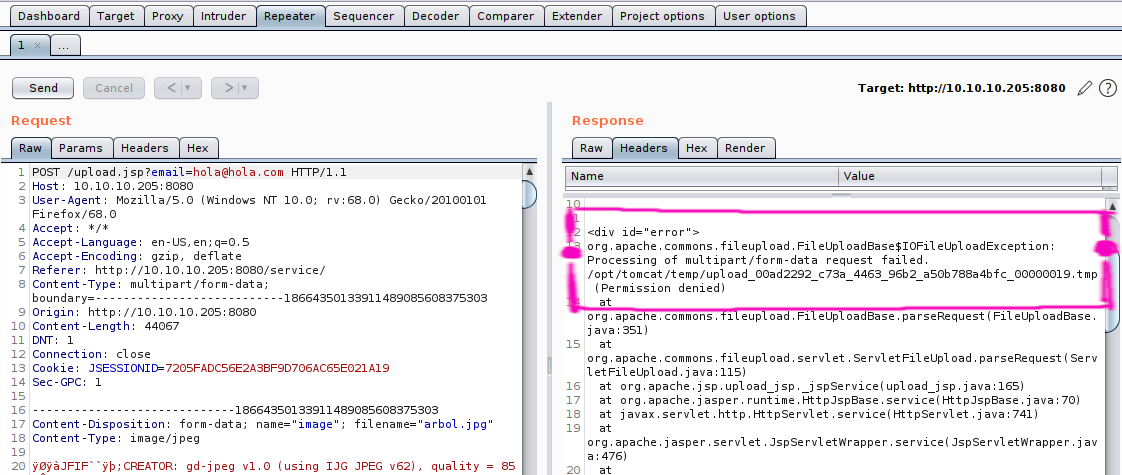 Dashboard Target Proxy Intruder Repeater Sequencer Decoder Comparer Extender Project options User options
1 × ...
Send Cancel < ▾ > ▾ Target: http://10.10.10.205:8080 ?
Request
Raw Params Headers Hex
1 POST /upload.jsp?email=hola@hola.com HTTP/1.1
2 Host: 10.10.10.205:8080
3 User-Agent: Mozilla/5.0 (Windows NT 10.0; rv:68.0) Gecko/20100101
Firefox/68.0
4 Accept: */*
5 Accept-Language: en-US,en;q=0.5
6 Accept-Encoding: gzip, deflate
7 Referer: http://10.10.10.205:8080/service/
8 Content-Type: multipart/form-data;
boundary=---------------------------18664350133911489085608375303
9 Origin: http://10.10.10.205:8080
10 Content-Length: 44067
11 DNT: 1
12 Connection: close
13 Cookie: JSESSIONID=7205FADC56E2A3BF9D706AC65E021A19
14 Sec-GPC: 1
15
16 -----------------------------18664350133911489085608375303
17 Content-Disposition: form-data; name="image"; filename="arbol.jpg"
18 Content-Type: image/jpeg
19
20 ÿØÿàJFIF``ÿþ;CREATOR: gd-jpeg v1.0 (using IJG JPEG v62), quality = 85
Response
Raw Headers Hex Render
Name Value
10
<div id="error">
org.apache.commons.fileupload.FileUploadBase$IOFileUploadException:
Processing of multipart/form-data request failed.
/opt/tomcat/temp/upload_00ad2292_c73a_4463_96b2_a50b788a4bfc_00000019.tmp
(Permission denied)
14 at
org.apache.commons.fileupload.FileUploadBase.parseRequest(FileUploadBase.
java:351)
15 at
org.apache.commons.fileupload.servlet.ServletFileUpload.parseRequest(Serv
letFileUpload.java:115)
16 at org.apache.jsp.upload_jsp._jspService(upload_jsp.java:165)
17 at org.apache.jasper.runtime.HttpJspBase.service(HttpJspBase.java:70)
18 at javax.servlet.http.HttpServlet.service(HttpServlet.java:741)
19 at
org.apache.jasper.servlet.JspServletWrapper.service(JspServletWrapper.jav
a:476)
20 at